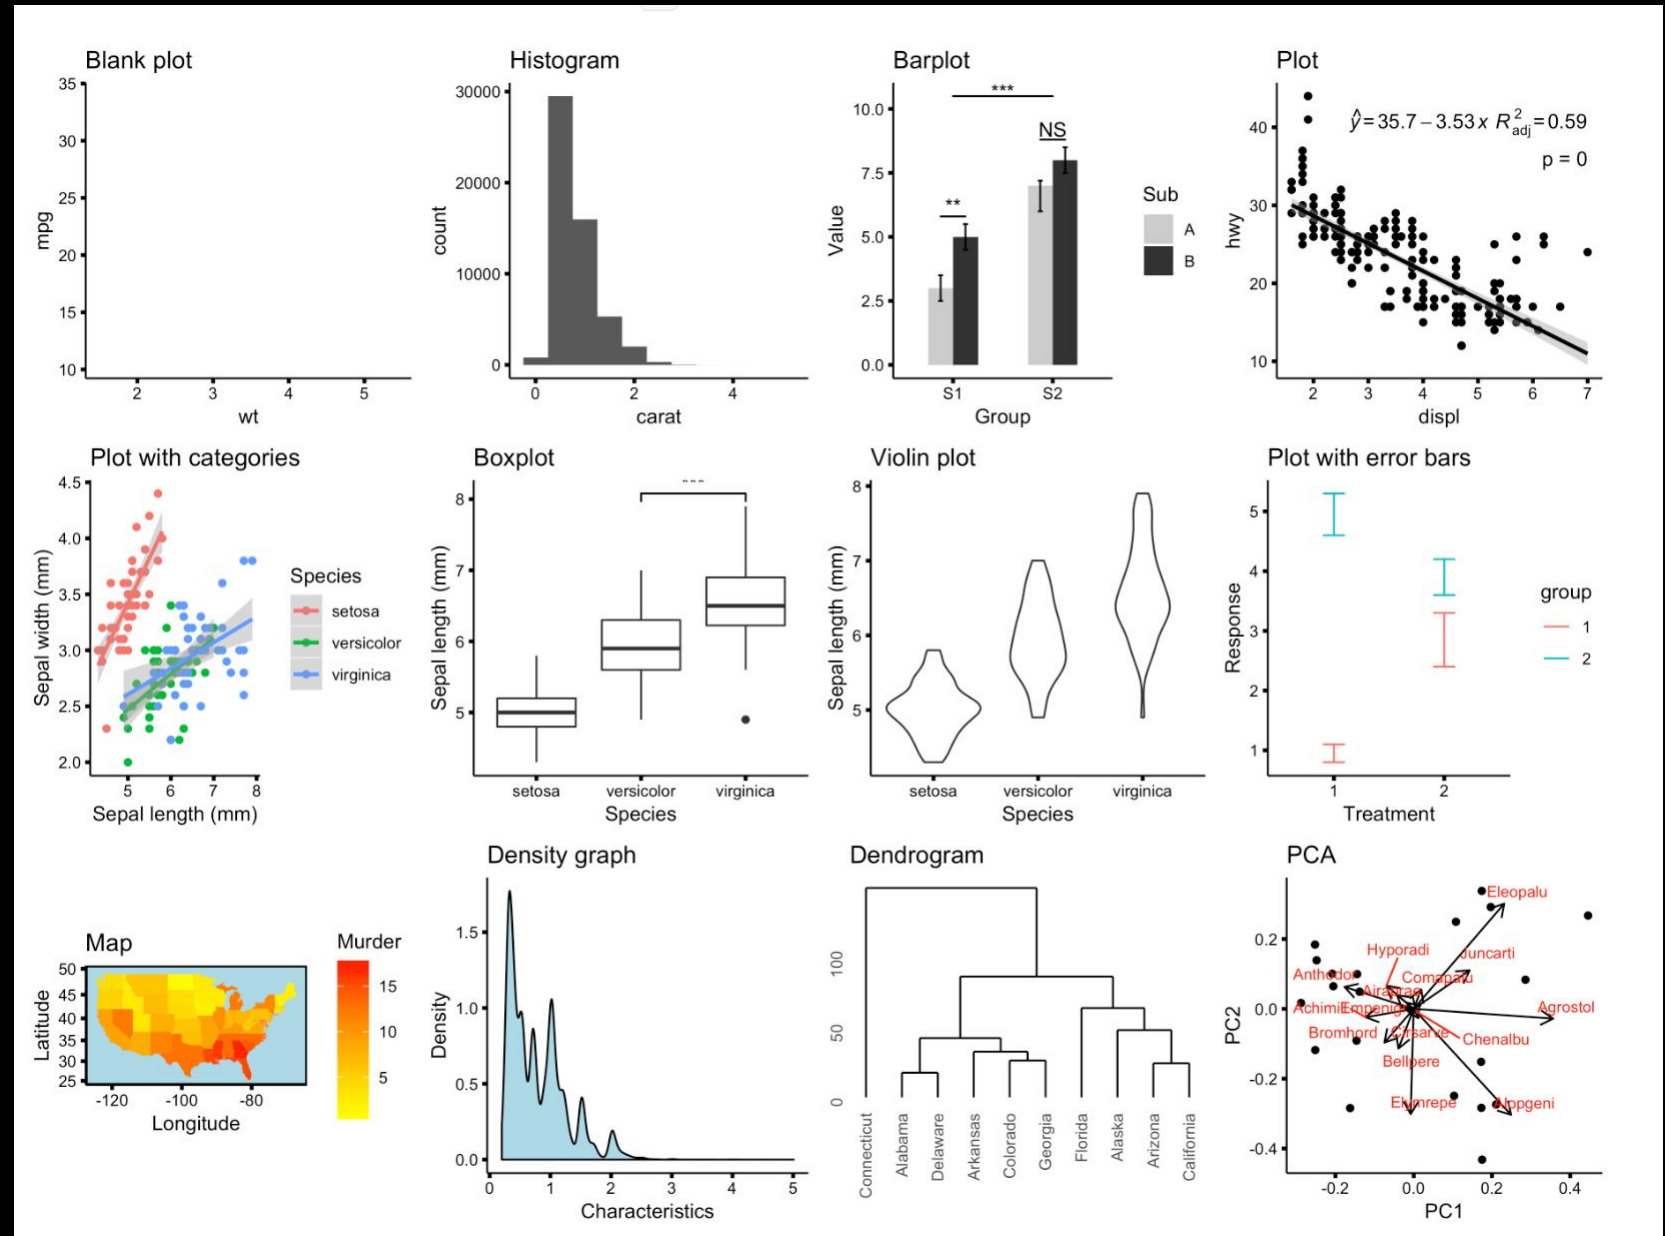 Blank plot
35
30
25
20
15
10
mpg
2 3 4 5
wt
Histogram
30000
20000
10000
0
count
0 2 4
carat
Barplot
10.0
7.5
5.0
2.5
0.0
Value
***
NS
**
S1 S2
Group
Sub
A
B
Plot
ŷ = 35.7 − 3.53 x R²adj = 0.59
p = 0
40
30
20
10
hwy
2 3 4 5 6 7
displ
Plot with categories
4.5
4.0
3.5
3.0
2.5
2.0
Sepal width (mm)
5 6 7 8
Sepal length (mm)
Species
setosa
versicolor
virginica
Boxplot
8
7
6
5
Sepal length (mm)
setosa versicolor virginica
Species
Violin plot
8
7
6
5
Sepal length (mm)
setosa versicolor virginica
Species
Plot with error bars
5
4
3
2
1
Response
1 2
Treatment
group
1
2
Map
50
45
40
35
30
25
Latitude
-120 -100 -80
Longitude
Murder
15
10
5
Density graph
1.5
1.0
0.5
0.0
Density
0 1 2 3 4 5
Characteristics
Dendrogram
100
50
0
Connecticut
Alabama
Delaware
Arkansas
Colorado
Georgia
Florida
Alaska
Arizona
California
PCA
0.2
0.0
-0.2
-0.4
PC2
Eleopalu
Hyporadi
Juncarti
Anthodor
Comapalu
Airaprae
Achimill
Empenigr
Agrostol
Bromhord
Cirsarve
Chenalbu
Bellpere
Elymrepe
Poppgeni
-0.2 0.0 0.2 0.4
PC1